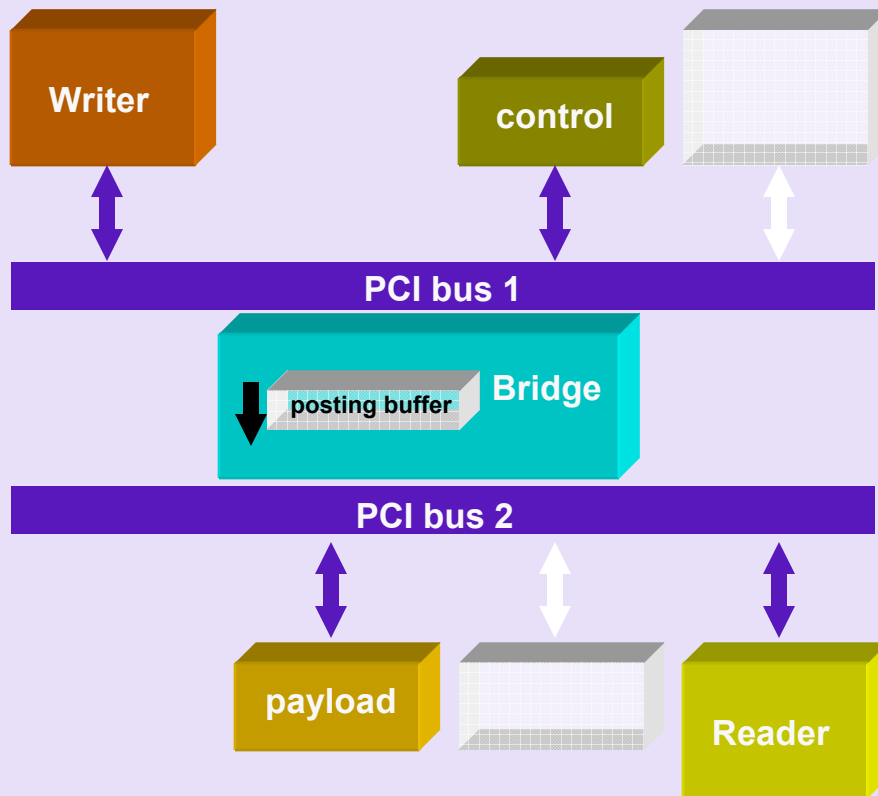 Writer
control
PCI bus 1
Bridge
posting buffer
PCI bus 2
payload
Reader